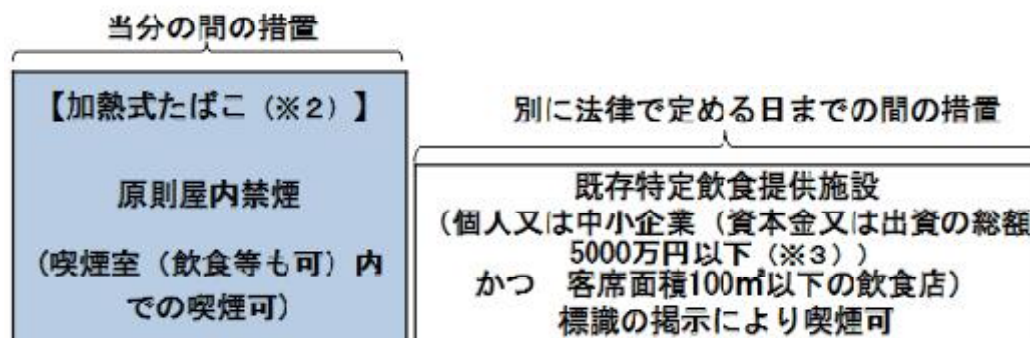 当分の間の措置
【加熱式たばこ（※２）】
原則屋内禁煙
（喫煙室（飲食等も可）内
での喫煙可）
別に法律で定める日までの間の措置
既存特定飲食提供施設
（個人又は中小企業（資本金又は出資の総額
5000万円以下（※３））
かつ　客席面積100㎡以下の飲食店）
標識の掲示により喫煙可